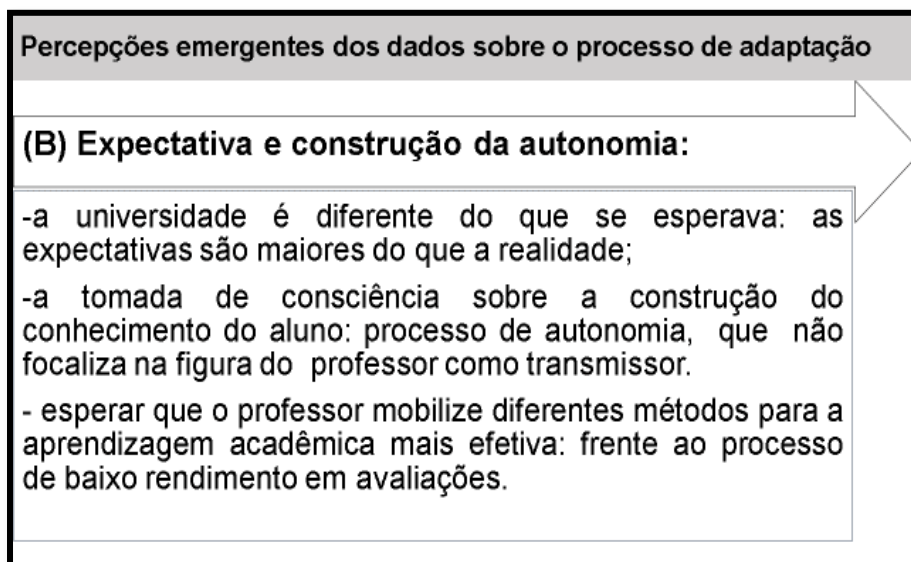 Percepções emergentes dos dados sobre o processo de adaptação
(B) Expectativa e construção da autonomia:
-a universidade é diferente do que se esperava: as
expectativas são maiores do que a realidade;
-a tomada de consciência sobre a construção do
conhecimento do aluno: processo de autonomia, que não
focaliza na figura do professor como transmissor.
- esperar que o professor mobilize diferentes métodos para a
aprendizagem acadêmica mais efetiva: frente ao processo
de baixo rendimento em avaliações.